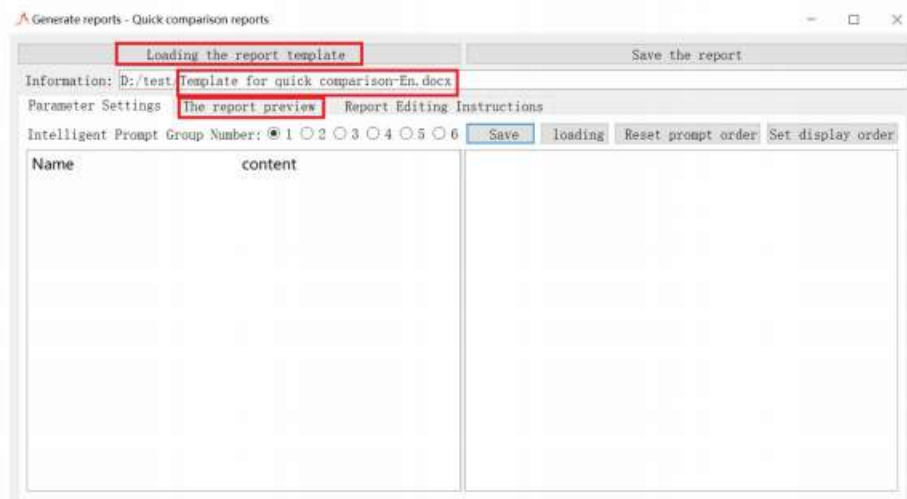 Generate reports - Quick comparison reports
Loading the report template Save the report
Information: D:/test/Template for quick comparison-En.docx
Parameter Settings The report preview Report Editing Instructions
Intelligent Prompt Group Number: 1 2 3 4 5 6 Save loading Reset prompt order Set display order
Name content